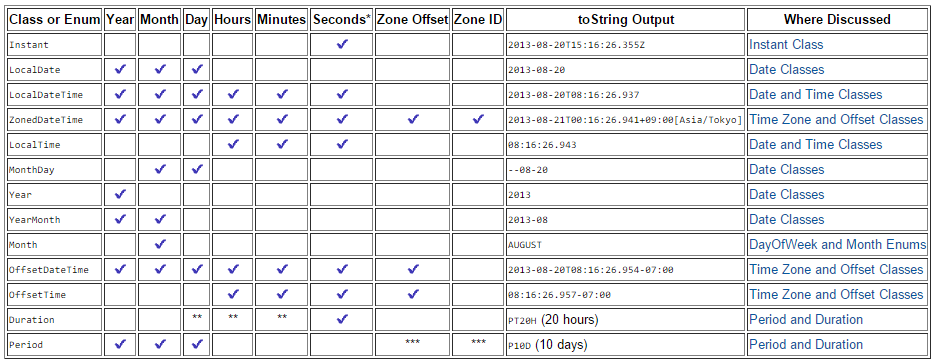 Class or Enum Year Month Day Hours Minutes Seconds* Zone Offset Zone ID toString Output Where Discussed
Instant ✔ 2013-08-20T15:16:26.355Z Instant Class
LocalDate ✔ ✔ ✔ 2013-08-20 Date Classes
LocalDateTime ✔ ✔ ✔ ✔ ✔ ✔ 2013-08-20T08:16:26.937 Date and Time Classes
ZonedDateTime ✔ ✔ ✔ ✔ ✔ ✔ ✔ ✔ 2013-08-21T00:16:26.941+09:00[Asia/Tokyo] Time Zone and Offset Classes
LocalTime ✔ ✔ ✔ 08:16:26.943 Date and Time Classes
MonthDay ✔ ✔ --08-20 Date Classes
Year ✔ 2013 Date Classes
YearMonth ✔ ✔ 2013-08 Date Classes
Month ✔ AUGUST DayOfWeek and Month Enums
OffsetDateTime ✔ ✔ ✔ ✔ ✔ ✔ ✔ 2013-08-20T08:16:26.954-07:00 Time Zone and Offset Classes
OffsetTime ✔ ✔ ✔ ✔ 08:16:26.957-07:00 Time Zone and Offset Classes
Duration ** ** ** ✔ PT20H (20 hours) Period and Duration
Period ✔ ✔ ✔ *** *** P10D (10 days) Period and Duration